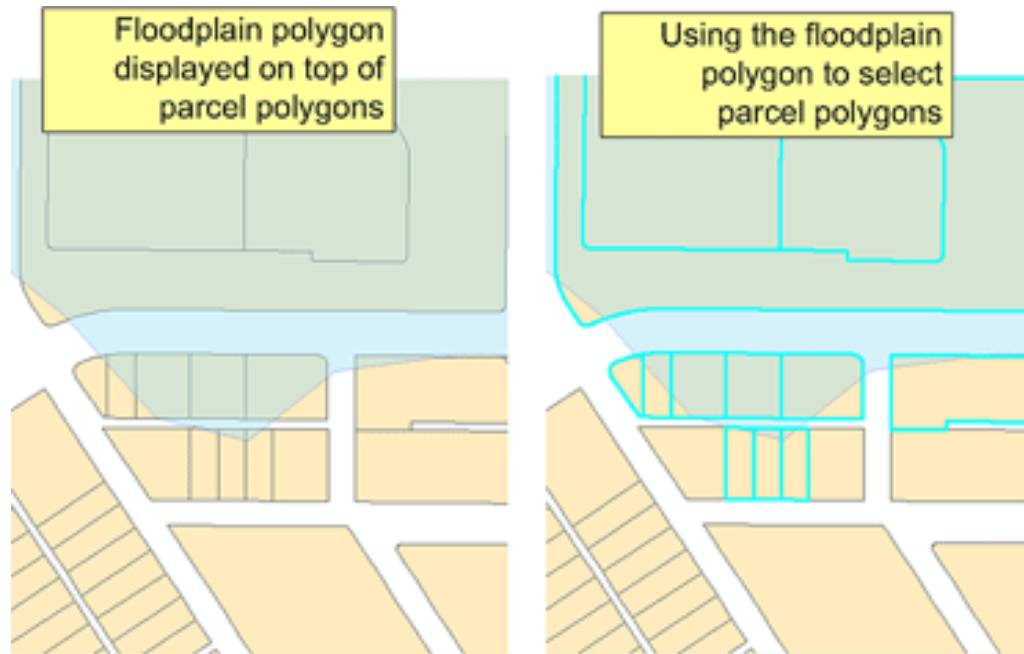 Floodplain polygon
displayed on top of
parcel polygons
Using the floodplain
polygon to select
parcel polygons